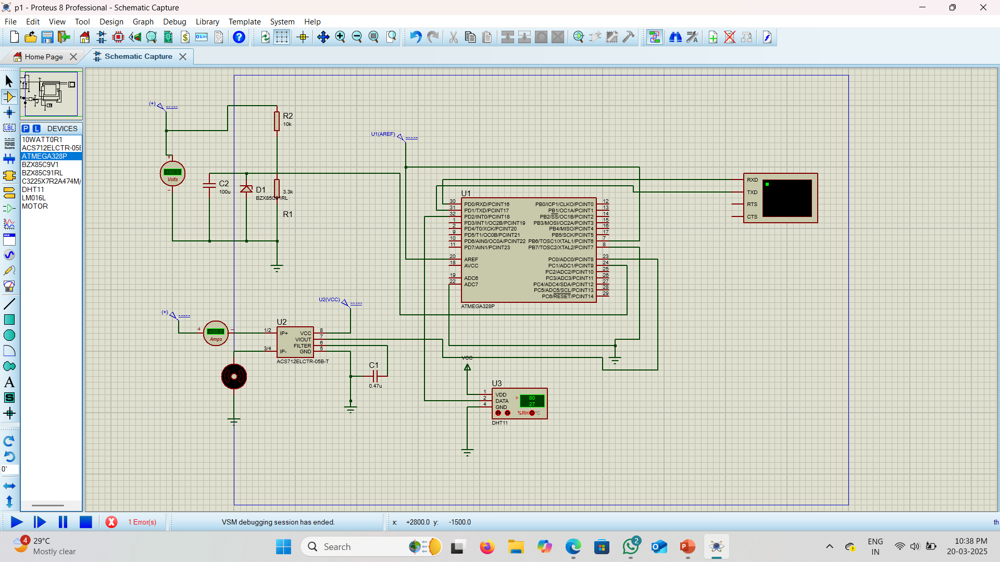 p1 - Proteus 8 Professional - Schematic Capture
File Edit View Tool Design Graph Debug Library Template System Help
Home Page
Schematic Capture
P L DEVICES
10WATT0R1
ACS712ELCTR-05B
ATMEGA328P
BZX85C9V1
BZX85C91RL
C3225X7R2A474M/
DHT11
LM016L
MOTOR
LBL
A
S
0°
(+)
R2
10k
Volts
C2
100u
D1
BZX85C91RL
3.3k
R1
U1(AREF)
U1
30 PD0/RXD/PCINT16
31 PD1/TXD/PCINT17
32 PD2/INT0/PCINT18
1 PD3/INT1/OC2B/PCINT19
2 PD4/T0/XCK/PCINT20
9 PD5/T1/OC0B/PCINT21
10 PD6/AIN0/OC0A/PCINT22
11 PD7/AIN1/PCINT23
20 AREF
18 AVCC
19 ADC6
22 ADC7
PB0/ICP1/CLKO/PCINT0 12
PB1/OC1A/PCINT1 13
PB2/SS/OC1B/PCINT2 14
PB3/MOSI/OC2A/PCINT3 15
PB4/MISO/PCINT4 16
PB5/SCK/PCINT5 17
PB6/TOSC1/XTAL1/PCINT6 7
PB7/TOSC2/XTAL2/PCINT7 8
PC0/ADC0/PCINT8 23
PC1/ADC1/PCINT9 24
PC2/ADC2/PCINT10 25
PC3/ADC3/PCINT11 26
PC4/ADC4/SDA/PCINT12 27
PC5/ADC5/SCL/PCINT13 28
PC6/RESET/PCINT14 29
ATMEGA328P
RXD
TXD
RTS
CTS
(+)
Amps
U2(VCC)
U2
1/2 IP+
3/4 IP-
VCC 8
VIOUT 7
FILTER 6
GND 5
ACS712ELCTR-05B-T
C1
0.47u
VCC
U3
1 VDD
2 DATA
4 GND
> 80
27
%RH °C
DHT11
1 Error(s)
VSM debugging session has ended.
x: +2800.0 y: -1500.0
th
4
29°C
Mostly clear
Search
2
ENG
IN
10:38 PM
20-03-2025